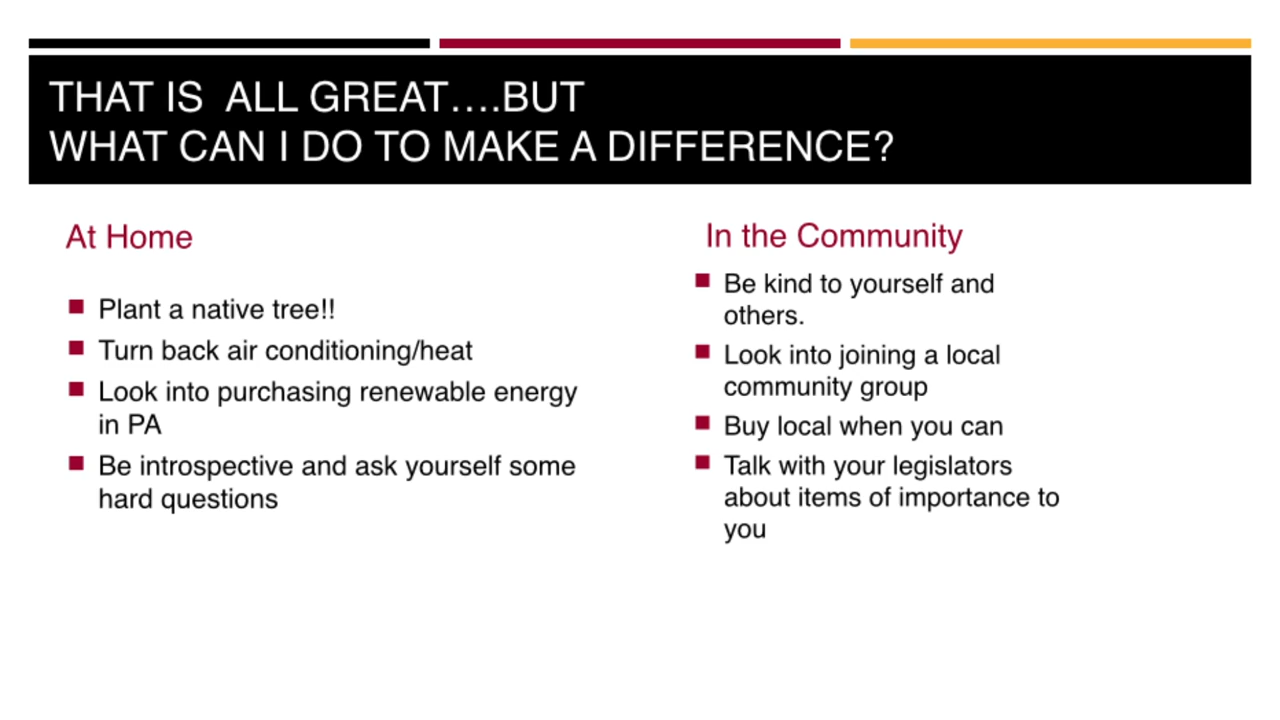 THAT IS  ALL GREAT....BUT
WHAT CAN I DO TO MAKE A DIFFERENCE?
At Home
Plant a native tree!!
Turn back air conditioning/heat
Look into purchasing renewable energy
in PA
Be introspective and ask yourself some
hard questions
In the Community
Be kind to yourself and
others.
Look into joining a local
community group
Buy local when you can
Talk with your legislators
about items of importance to
you